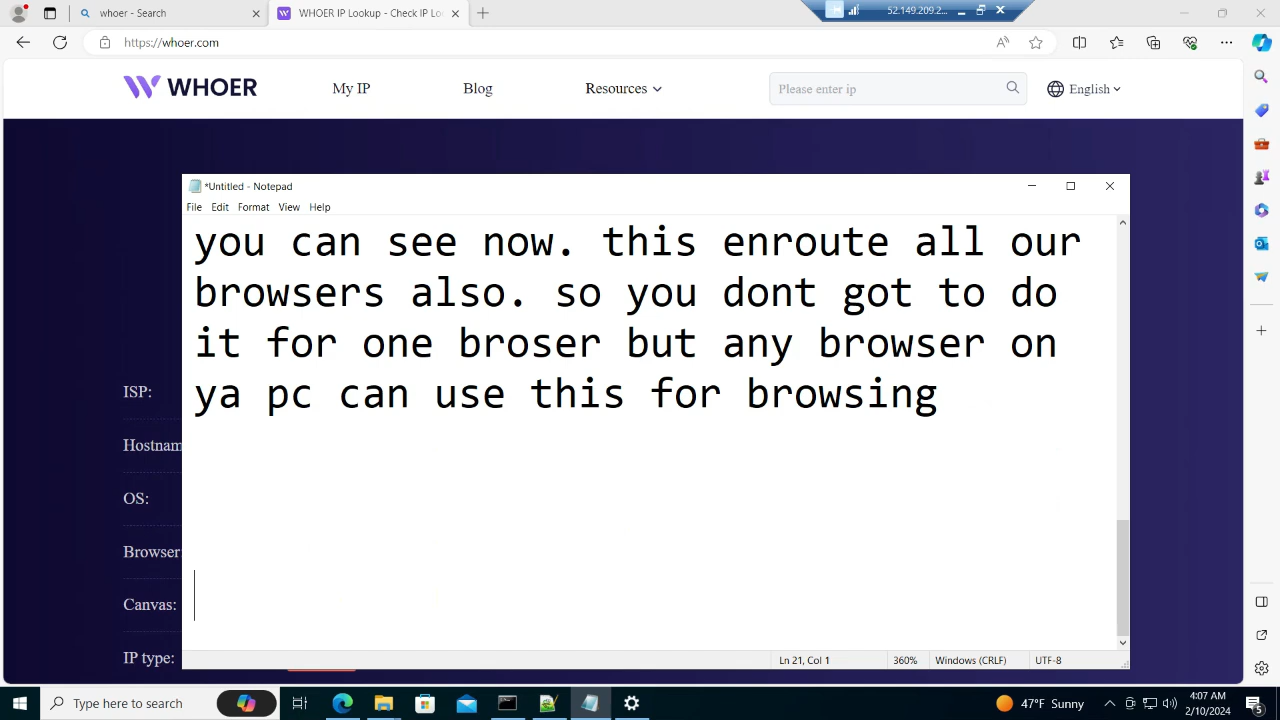 whoer - Search
WHOER IP Lookup - Check IP Lo
52.149.209.2...
https://whoer.com
WHOER
My IP
Blog
Resources
Please enter ip
English
*Untitled - Notepad
File Edit Format View Help
you can see now. this enroute all our
browsers also. so you dont got to do
it for one broser but any browser on
ya pc can use this for browsing
ISP:
Hostnam
OS:
Browser
Canvas:
IP type:
Ln 21, Col 1
360%
Windows (CRLF)
UTF-8
Type here to search
47°F Sunny
4:07 AM
2/10/2024
5